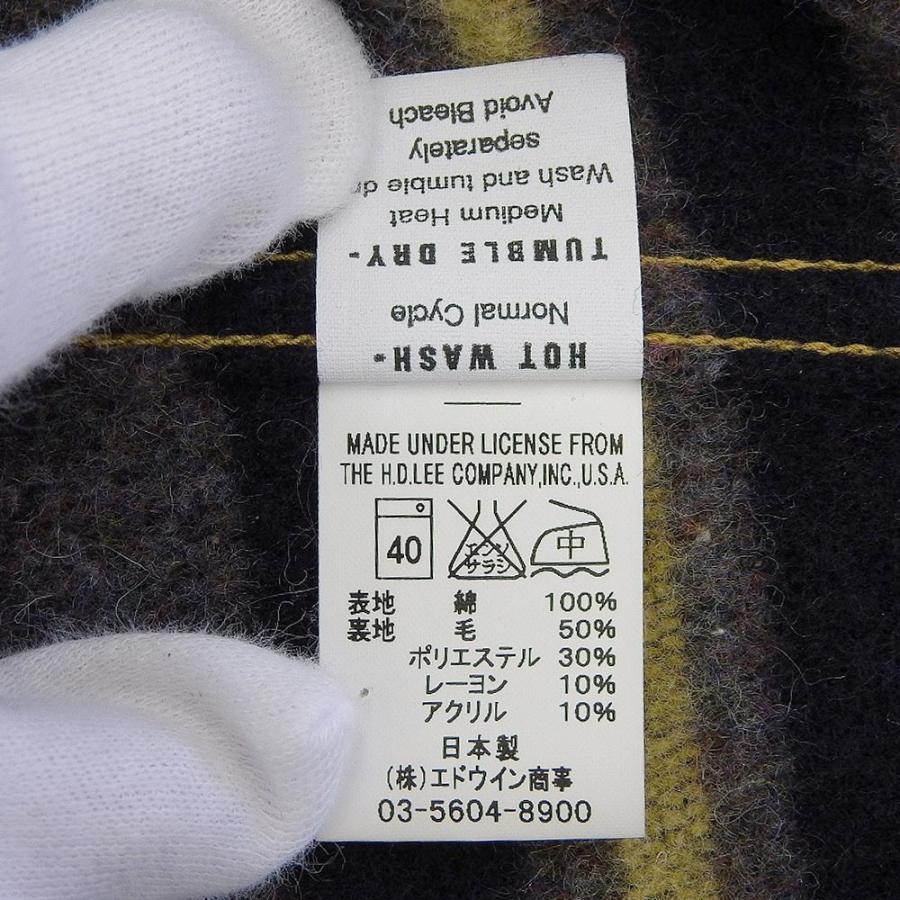 HOT WASH-
Normal Cycle
TUMBLE DRY-
Medium Heat
Wash and tumble
separately
Avoid Bleach
MADE UNDER LICENSE FROM
THE H.D.LEE COMPANY,INC.,U.S.A.
40 エンソ サラシ 中
表地 綿 100%
裏地 毛 50%
ポリエステル 30%
レーヨン 10%
アクリル 10%
日本製
(株)エドウイン商事
03-5604-8900